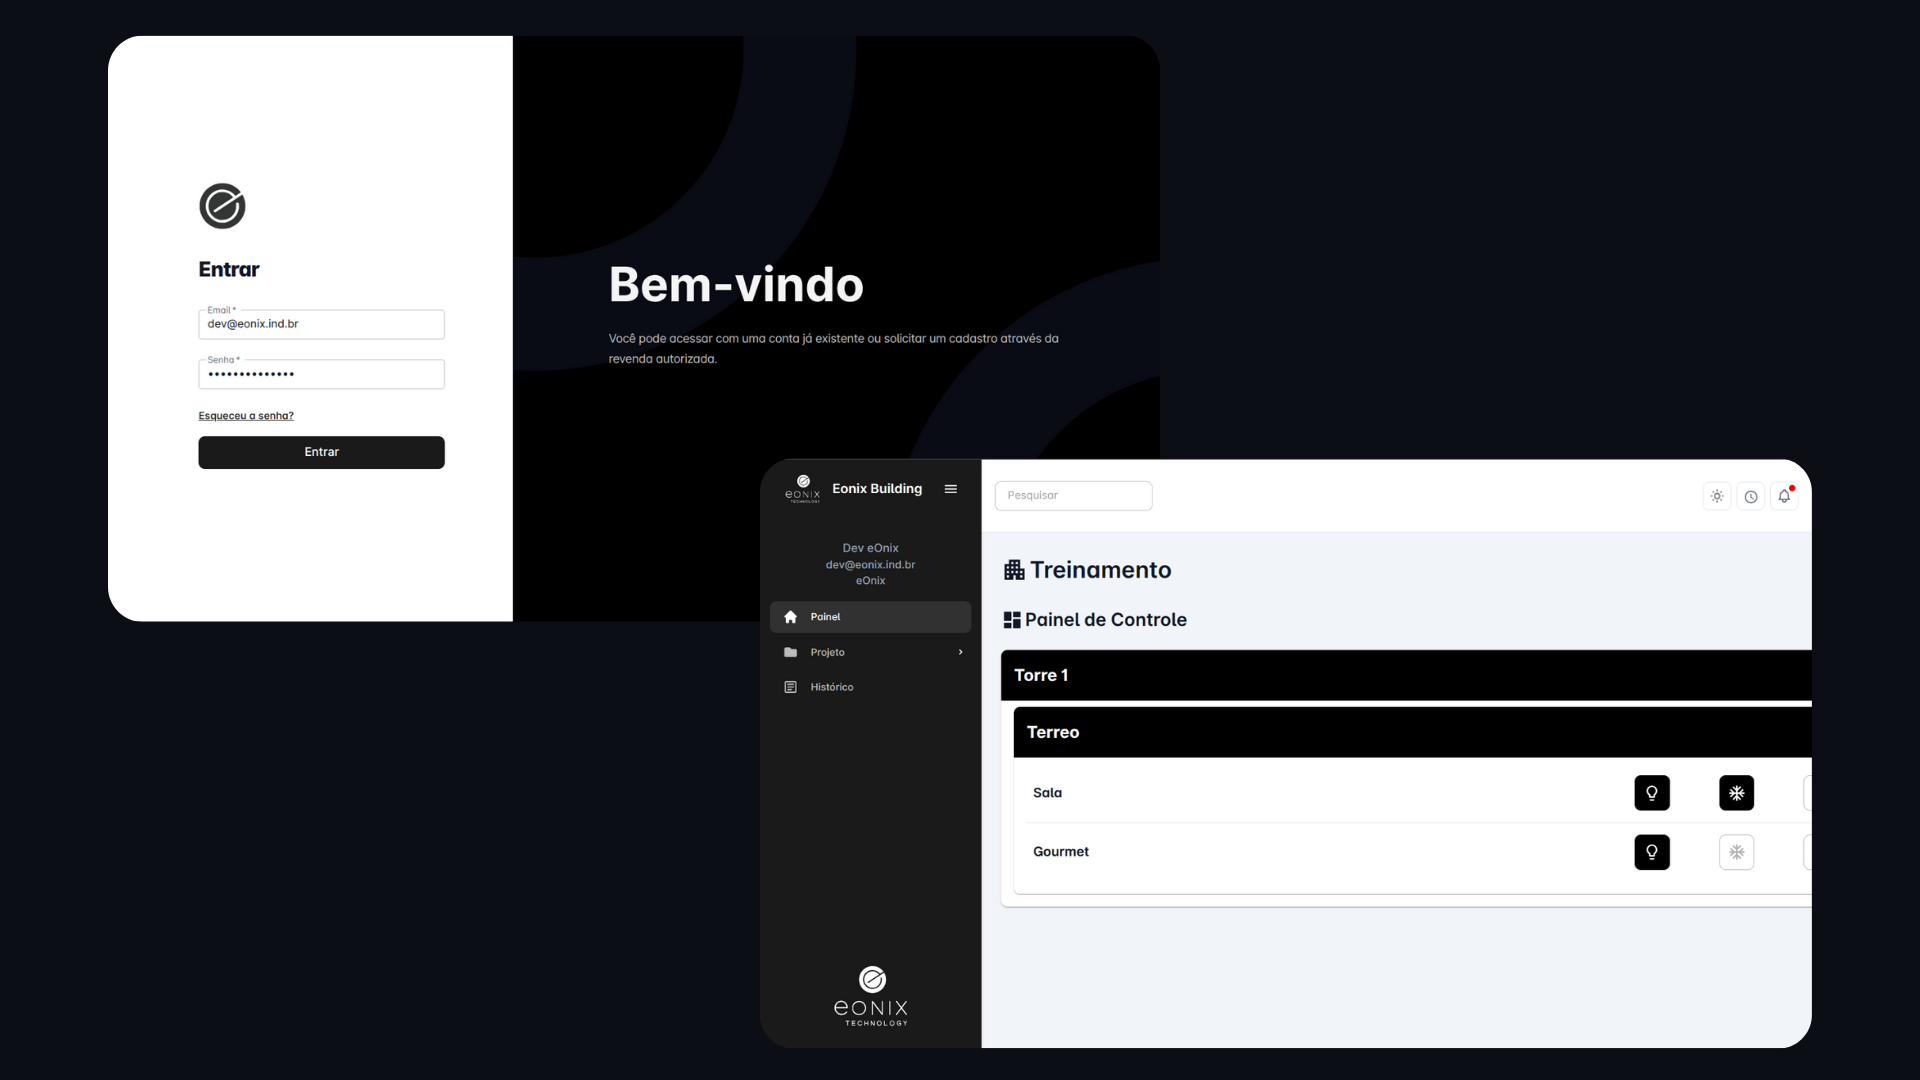 Entrar
Email *
dev@eonix.ind.br
Senha *
Esqueceu a senha?
Entrar
Bem-vindo
Você pode acessar com uma conta já existente ou solicitar um cadastro através da
revenda autorizada.
eONIX
TECHNOLOGY
Eonix Building
Dev eOnix
dev@eonix.ind.br
eOnix
Painel
Projeto
Histórico
eONIX
TECHNOLOGY
Pesquisar
Treinamento
Painel de Controle
Torre 1
Terreo
Sala
Gourmet